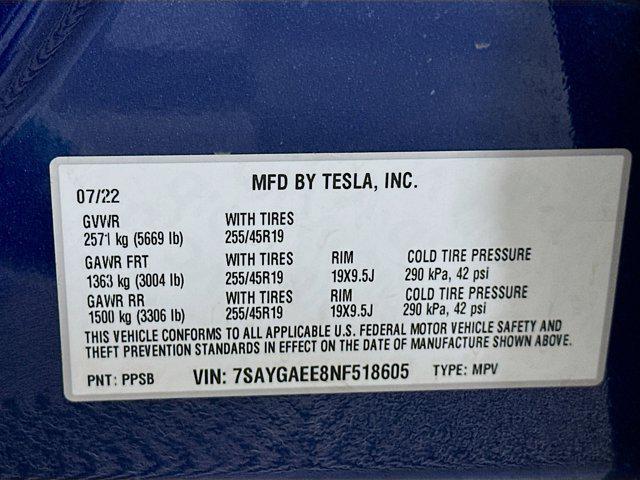 MFD BY TESLA, INC.
07/22
GVWR WITH TIRES
2571 kg (5669 lb) 255/45R19
GAWR FRT WITH TIRES RIM COLD TIRE PRESSURE
1363 kg (3004 lb) 255/45R19 19X9.5J 290 kPa, 42 psi
GAWR RR WITH TIRES RIM COLD TIRE PRESSURE
1500 kg (3306 lb) 255/45R19 19X9.5J 290 kPa, 42 psi
THIS VEHICLE CONFORMS TO ALL APPLICABLE U.S. FEDERAL MOTOR VEHICLE SAFETY AND
THEFT PREVENTION STANDARDS IN EFFECT ON THE DATE OF MANUFACTURE SHOWN ABOVE.
PNT: PPSB VIN: 7SAYGAEE8NF518605 TYPE: MPV